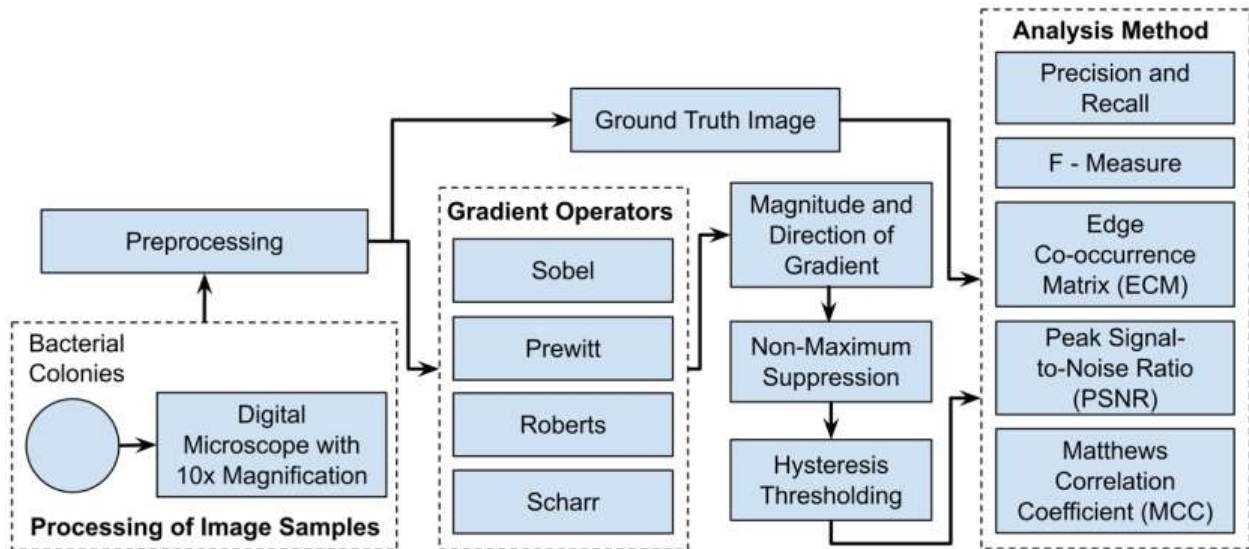 Bacterial
Colonies
Digital
Microscope with
10x Magnification
Processing of Image Samples
Preprocessing
Ground Truth Image
Gradient Operators
Sobel
Prewitt
Roberts
Scharr
Magnitude and
Direction of
Gradient
Non-Maximum
Suppression
Hysteresis
Thresholding
Analysis Method
Precision and
Recall
F - Measure
Edge
Co-occurrence
Matrix (ECM)
Peak Signal-
to-Noise Ratio
(PSNR)
Matthews
Correlation
Coefficient (MCC)